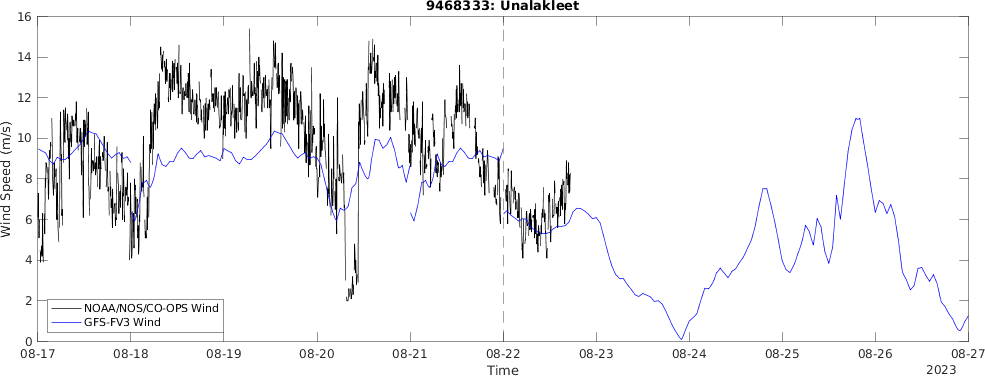 9468333: Unalakleet
16
14
12
10
8
6
4
2
0
Wind Speed (m/s)
NOAA/NOS/CO-OPS Wind
GFS-FV3 Wind
08-17 08-18 08-19 08-20 08-21 08-22 08-23 08-24 08-25 08-26 08-27
Time
2023